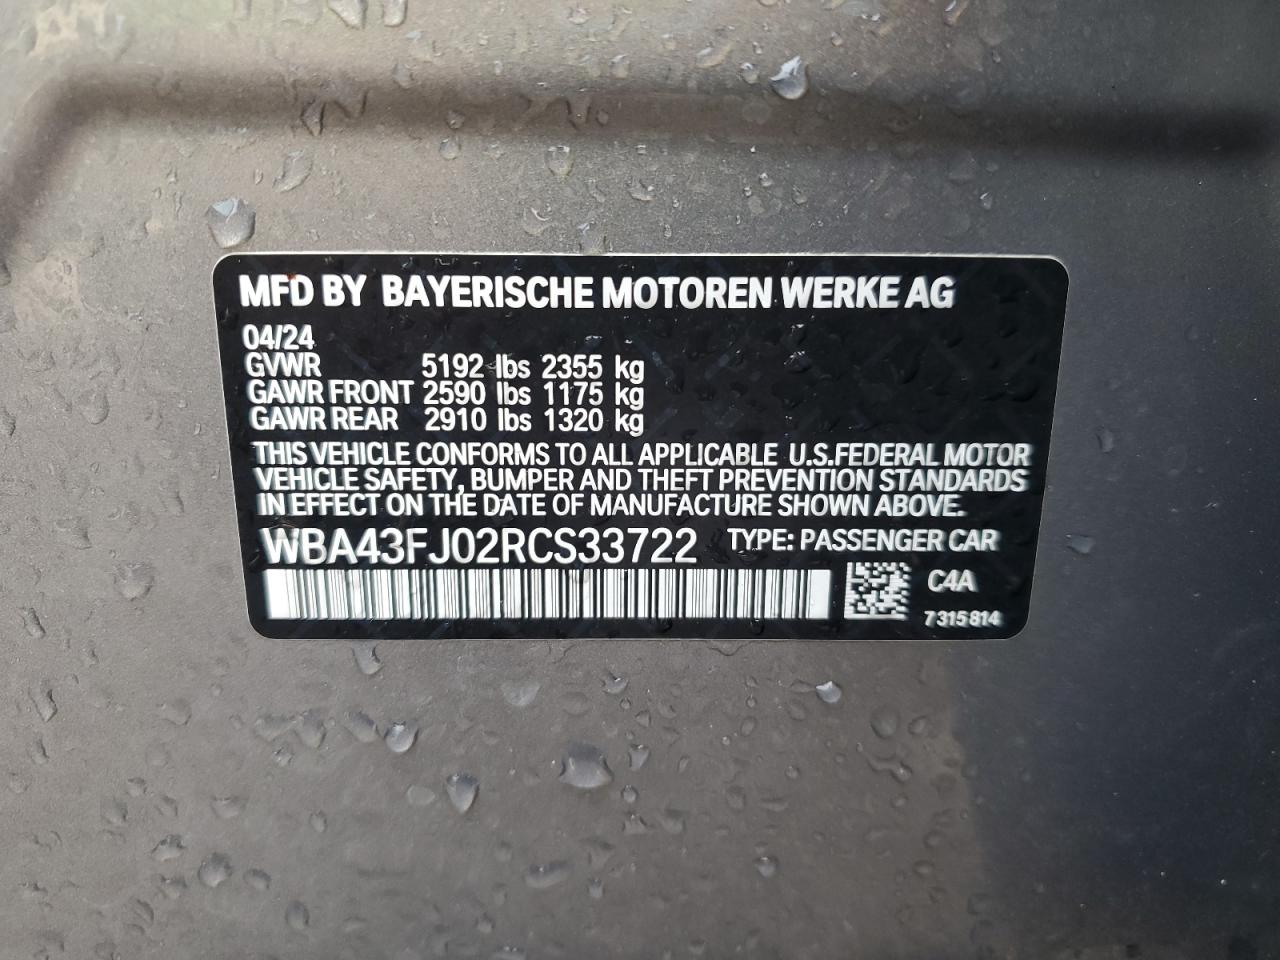 MFD BY BAYERISCHE MOTOREN WERKE AG
04/24
GVWR 5192 lbs 2355 kg
GAWR FRONT 2590 lbs 1175 kg
GAWR REAR 2910 lbs 1320 kg
THIS VEHICLE CONFORMS TO ALL APPLICABLE U.S.FEDERAL MOTOR
VEHICLE SAFETY, BUMPER AND THEFT PREVENTION STANDARDS
IN EFFECT ON THE DATE OF MANUFACTURE SHOWN ABOVE.
WBA43FJ02RCS33722 TYPE: PASSENGER CAR
C4A
7 315 814